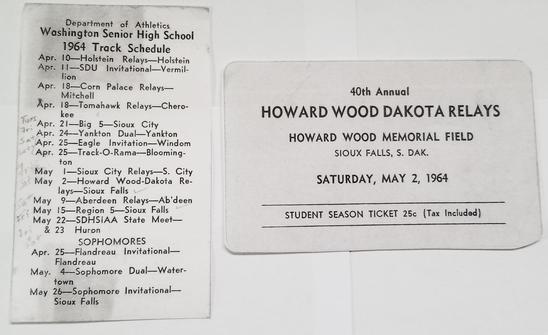 Department of Athletics
Washington Senior High School
1964 Track Schedule
Apr. 10—Holstein Relays—Holstein
Apr. 11—SDU Invitational—Vermil-
lion
Apr. 18—Corn Palace Relays—
Mitchell
Apr. 18—Tomahawk Relays—Chero-
kee
Apr. 21—Big 5—Sioux City
Apr. 24—Yankton Dual—Yankton
Apr. 25—Eagle Invitation—Windom
Apr. 25—Track-O-Rama—Blooming-
ton
May 1—Sioux City Relays—S. City
May 2—Howard Wood-Dakota Re-
lays—Sioux Falls
May 9—Aberdeen Relays—Ab'deen
May 15—Region 5—Sioux Falls
May 22—SDHSIAA State Meet—
& 23 Huron
SOPHOMORES
Apr. 25—Flandreau Invitational—
Flandreau
May. 4—Sophomore Dual—Water-
town
May 26—Sophomore Invitational—
Sioux Falls
40th Annual
HOWARD WOOD DAKOTA RELAYS
HOWARD WOOD MEMORIAL FIELD
SIOUX FALLS, S. DAK.
SATURDAY, MAY 2, 1964
STUDENT SEASON TICKET 25c (Tax Included)